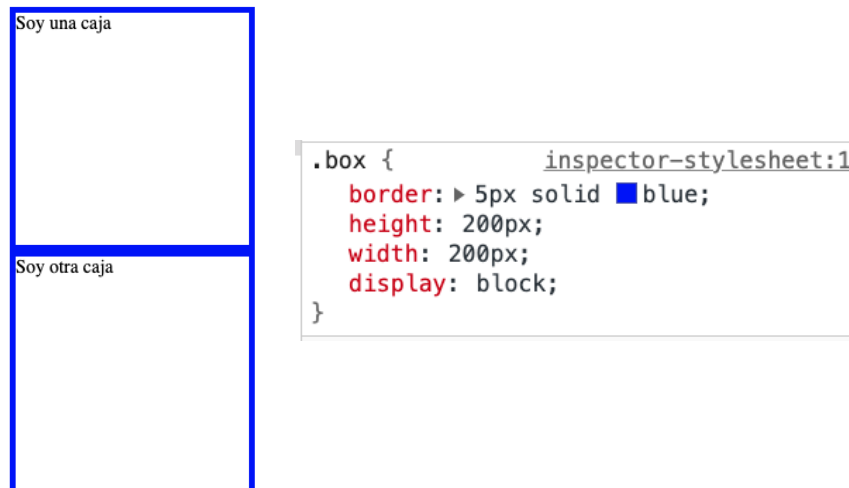 Soy una caja
Soy otra caja
.box { inspector-stylesheet:1
border: ▶ 5px solid blue;
height: 200px;
width: 200px;
display: block;
}